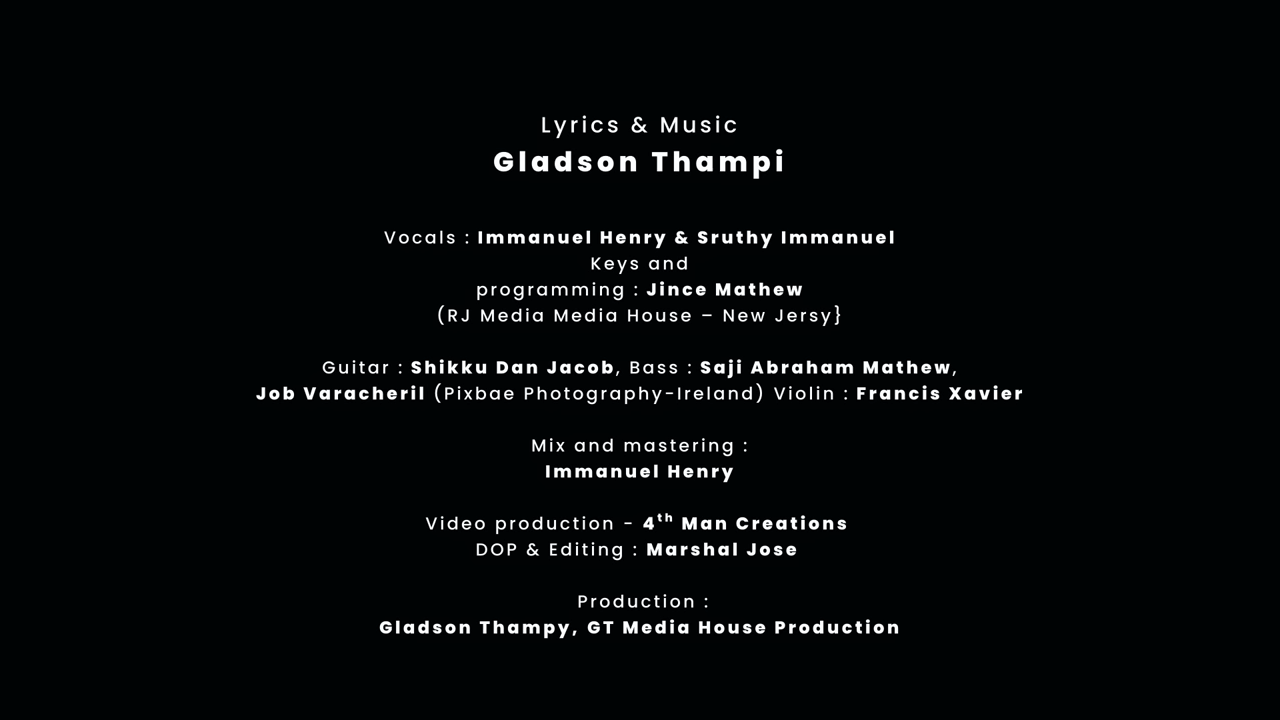 Lyrics & Music
Gladson Thampi
Vocals : Immanuel Henry & Sruthy Immanuel
Keys and
programming : Jince Mathew
(RJ Media Media House – New Jersy}
Guitar : Shikku Dan Jacob, Bass : Saji Abraham Mathew,
Job Varacheril (Pixbae Photography-Ireland) Violin : Francis Xavier
Mix and mastering :
Immanuel Henry
Video production - 4th Man Creations
DOP & Editing : Marshal Jose
Production :
Gladson Thampy, GT Media House Production